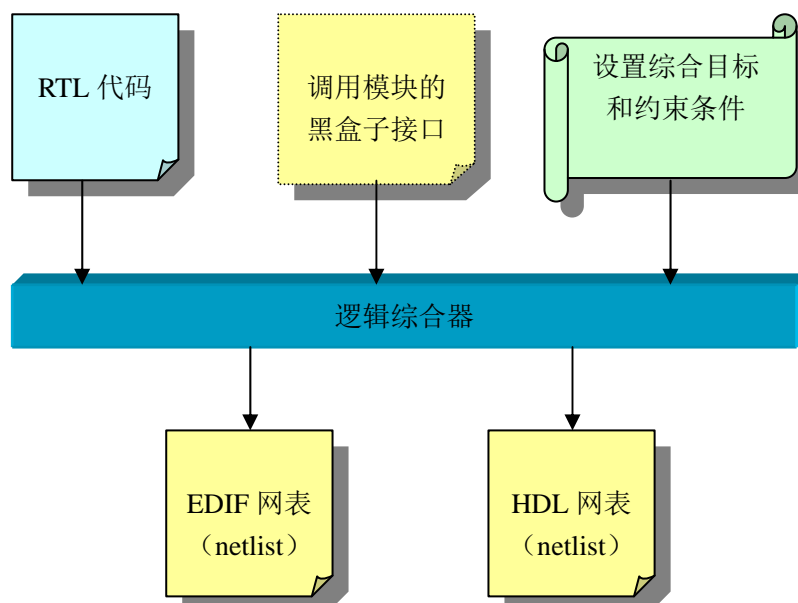 RTL 代码
调用模块的
黑盒子接口
设置综合目标
和约束条件
逻辑综合器
EDIF 网表
（netlist）
HDL 网表
（netlist）